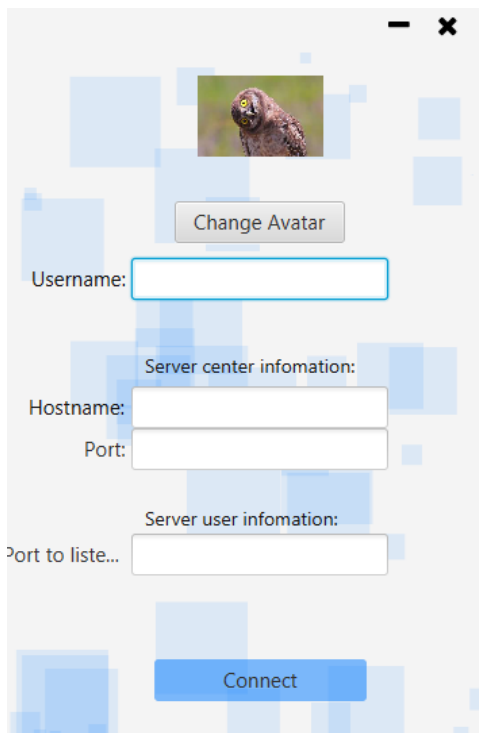 Change Avatar
Username:
Server center infomation:
Hostname:
Port:
Server user infomation:
Port to liste...
Connect